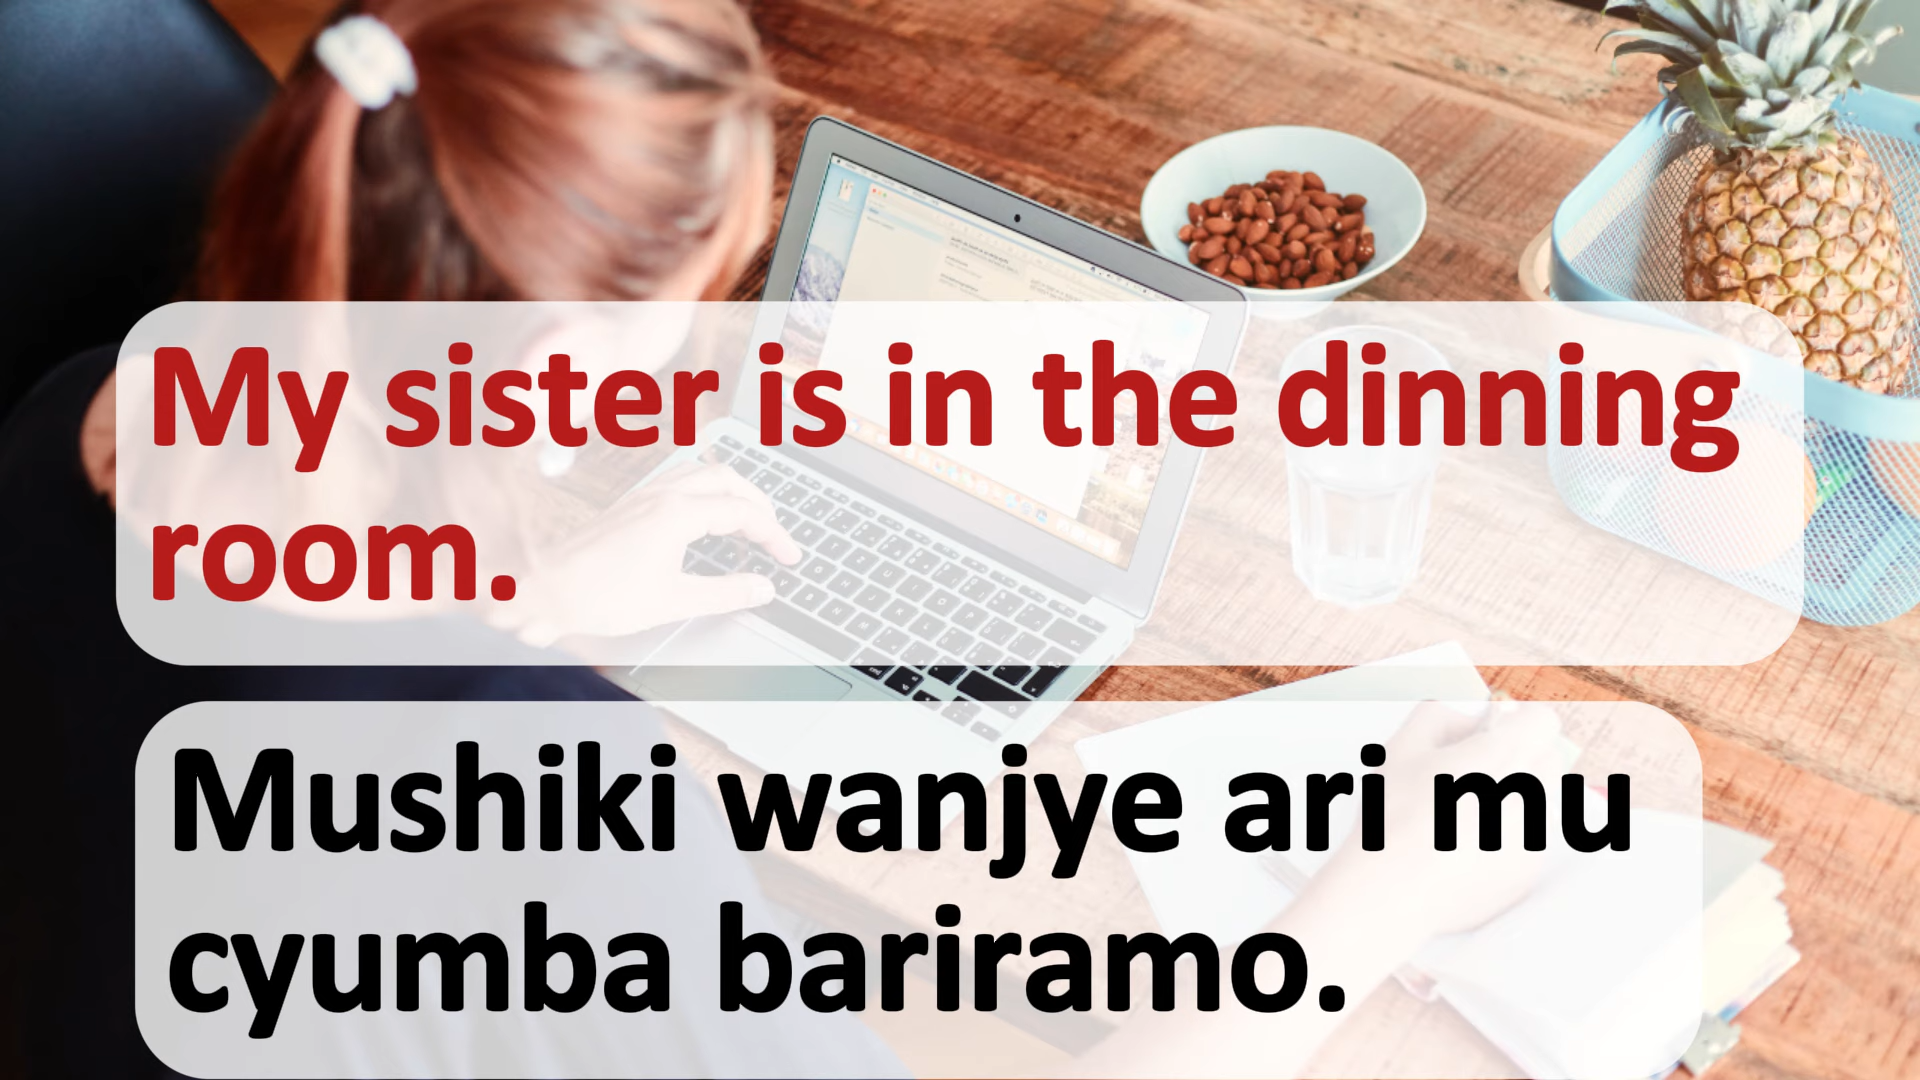 My sister is in the dinning
room.
Mushiki wanjye ari mu
cyumba bariramo.